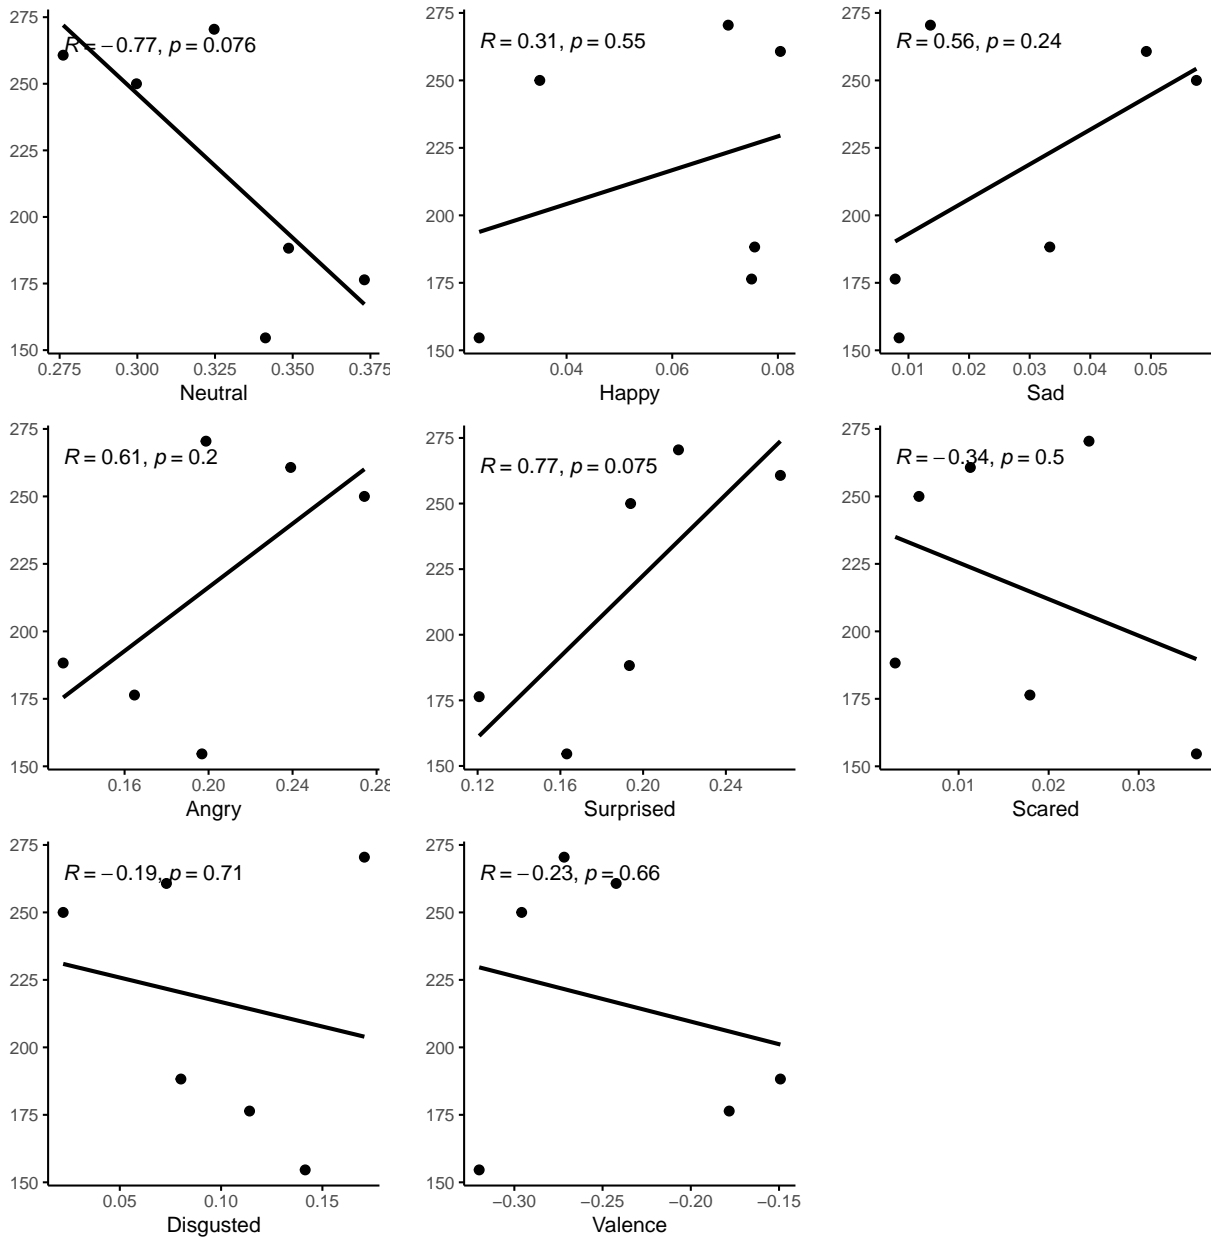 R = −0.77, p = 0.076
275
250
225
200
175
150
0.275 0.300 0.325 0.350 0.375
Neutral
R = 0.31, p = 0.55
275
250
225
200
175
150
0.04 0.06 0.08
Happy
R = 0.56, p = 0.24
275
250
225
200
175
150
0.01 0.02 0.03 0.04 0.05
Sad
R = 0.61, p = 0.2
275
250
225
200
175
150
0.16 0.20 0.24 0.28
Angry
R = 0.77, p = 0.075
275
250
225
200
175
150
0.12 0.16 0.20 0.24
Surprised
R = −0.34, p = 0.5
275
250
225
200
175
150
0.01 0.02 0.03
Scared
R = −0.19, p = 0.71
275
250
225
200
175
150
0.05 0.10 0.15
Disgusted
R = −0.23, p = 0.66
275
250
225
200
175
150
−0.30 −0.25 −0.20 −0.15
Valence